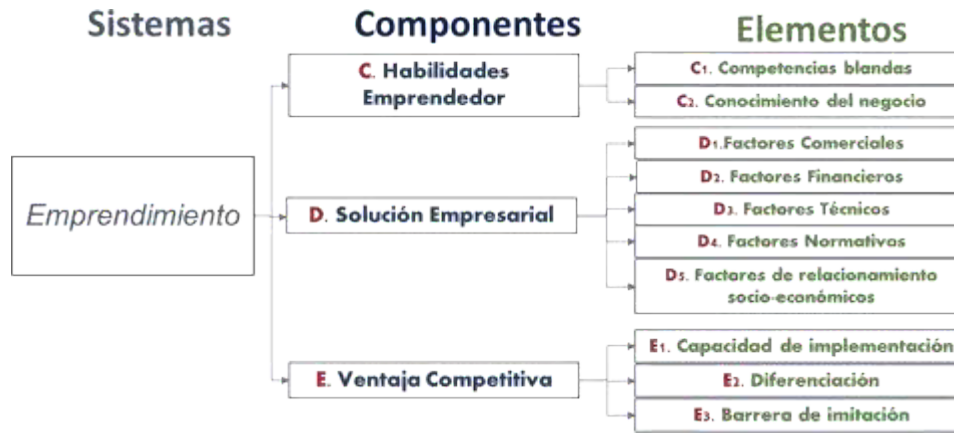 Sistemas
Componentes
Elementos
Emprendimiento
C. Habilidades
Emprendedor
C1. Competencias blandas
C2. Conocimiento del negocio
D. Solución Empresarial
D1.Factores Comerciales
D2. Factores Financieros
D3. Factores Técnicos
D4. Factores Normativos
D5. Factores de relacionamiento
socio-económicos
E. Ventaja Competitiva
E1. Capacidad de implementación
E2. Diferenciación
E3. Barrera de imitación